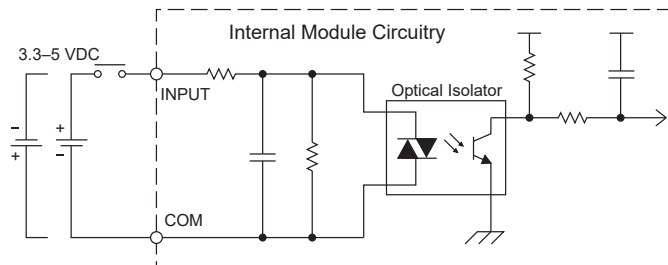 Internal Module Circuitry
3.3–5 VDC
INPUT
Optical Isolator
-
+
+
-
COM